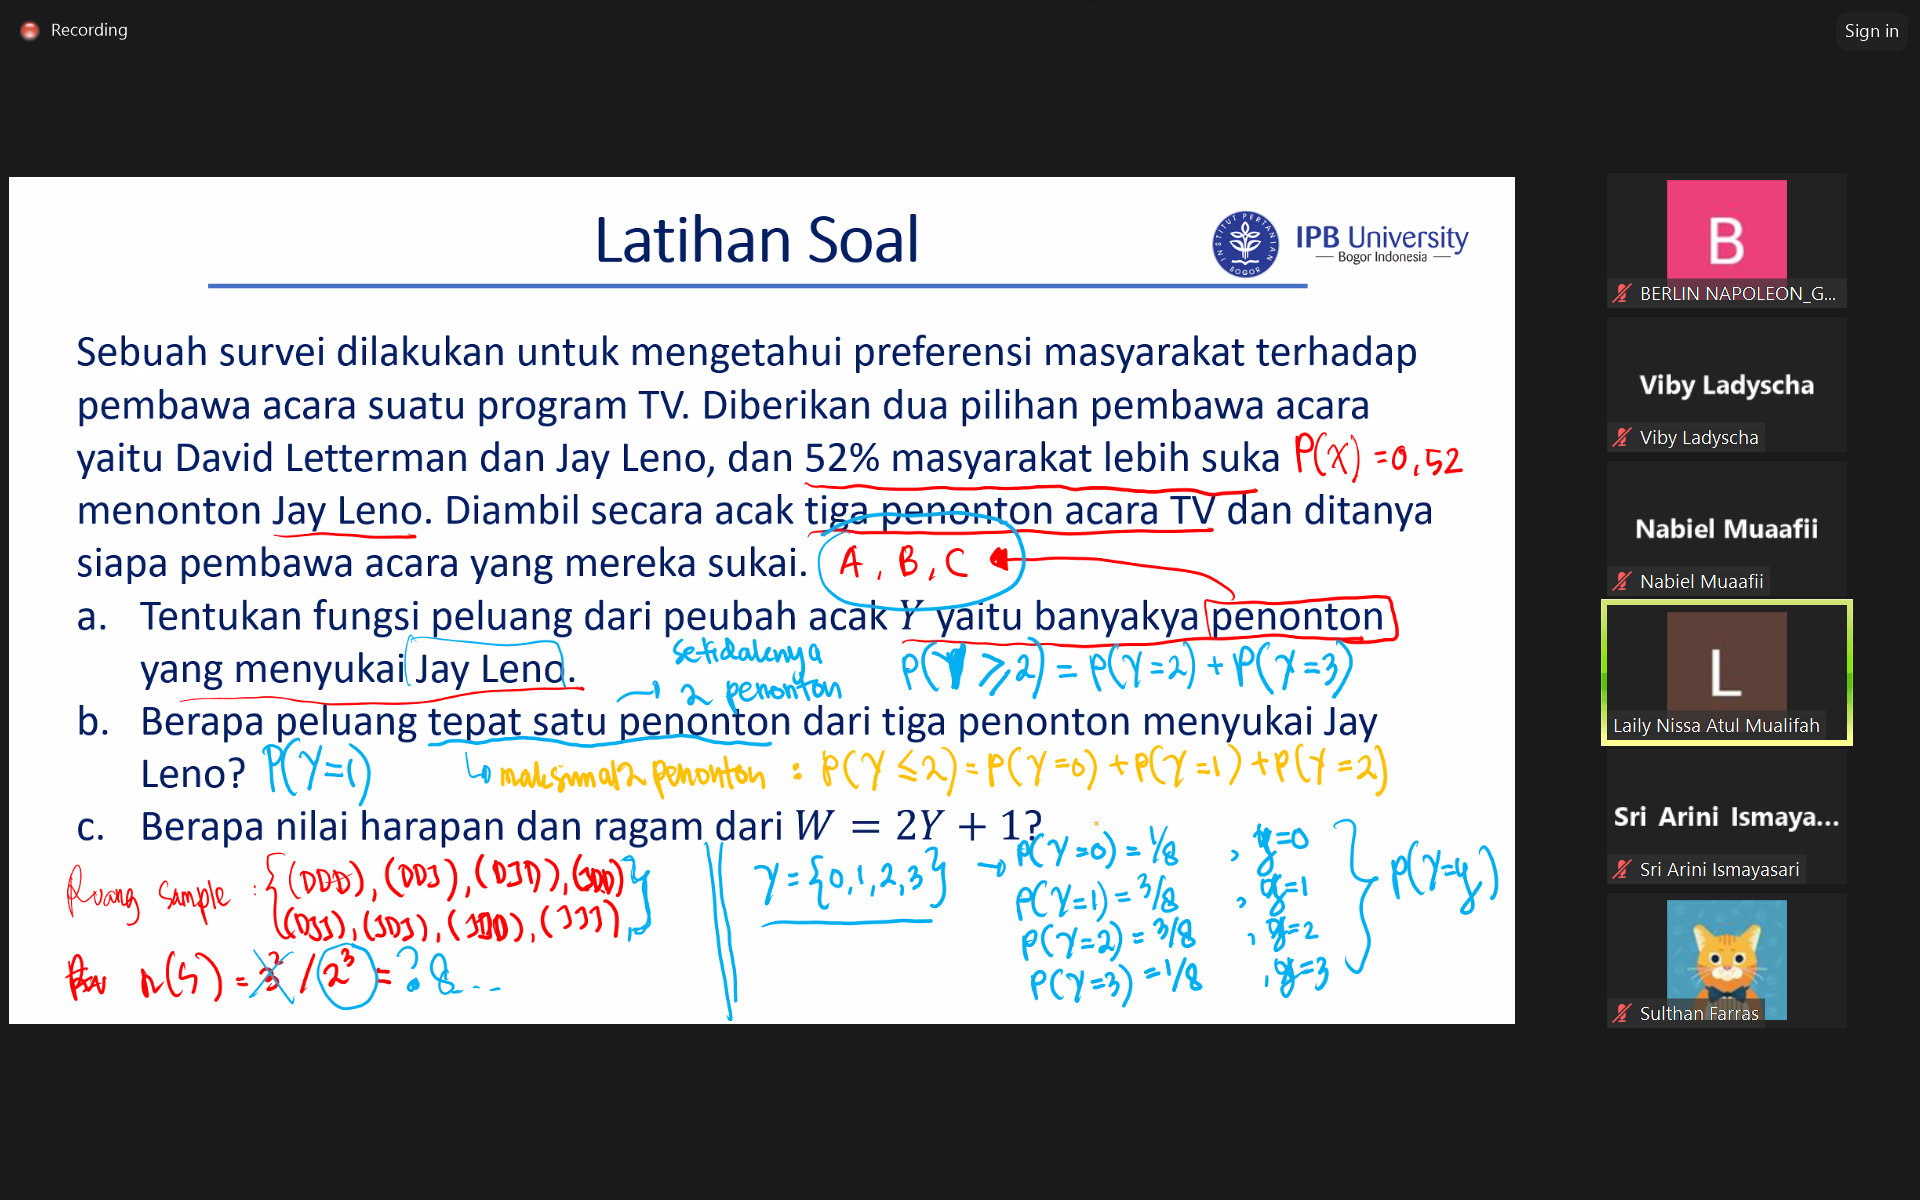 Recording
Sign in
Latihan Soal
INSTITUT PERTANIAN BOGOR
IPB University
Bogor Indonesia
Sebuah survei dilakukan untuk mengetahui preferensi masyarakat terhadap
pembawa acara suatu program TV. Diberikan dua pilihan pembawa acara
yaitu David Letterman dan Jay Leno, dan 52% masyarakat lebih suka P(X) = 0,52
menonton Jay Leno. Diambil secara acak tiga penonton acara TV dan ditanya
siapa pembawa acara yang mereka sukai. A, B, C
a. Tentukan fungsi peluang dari peubah acak Y yaitu banyakya penonton
yang menyukai Jay Leno.
setidaknya
2 penonton
P(Y ≥ 2) = P(Y=2) + P(Y=3)
b. Berapa peluang tepat satu penonton dari tiga penonton menyukai Jay
Leno? P(Y=1)
maksimal 2 penonton : P(Y ≤ 2) = P(Y=0) + P(Y=1) + P(Y=2)
c. Berapa nilai harapan dan ragam dari W = 2Y + 1?
Ruang Sample : {(DDD), (DDJ), (DJD), (JDD)
(DJJ), (JDJ), (JJD), (JJJ)}
n(S) = 3² / 2³ = ? 8 ...
Y = {0,1,2,3} → P(Y=0) = 1/8 , y=0
P(Y=1) = 3/8 , y=1
P(Y=2) = 3/8 , y=2
P(Y=3) = 1/8 , y=3
P(Y=y)
B
BERLIN NAPOLEON_G...
Viby Ladyscha
Viby Ladyscha
Nabiel Muaafii
Nabiel Muaafii
L
Laily Nissa Atul Mualifah
Sri Arini Ismaya...
Sri Arini Ismayasari
Sulthan Farras